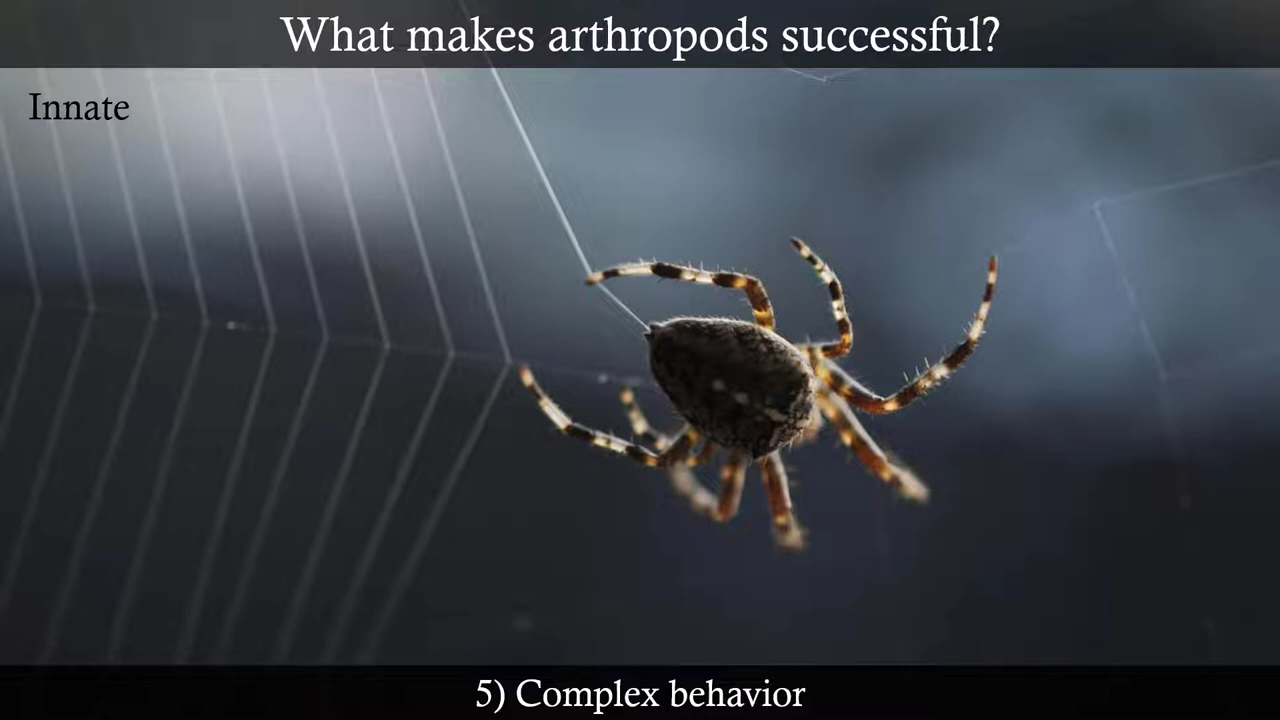 What makes arthropods successful?
Innate
5) Complex behavior